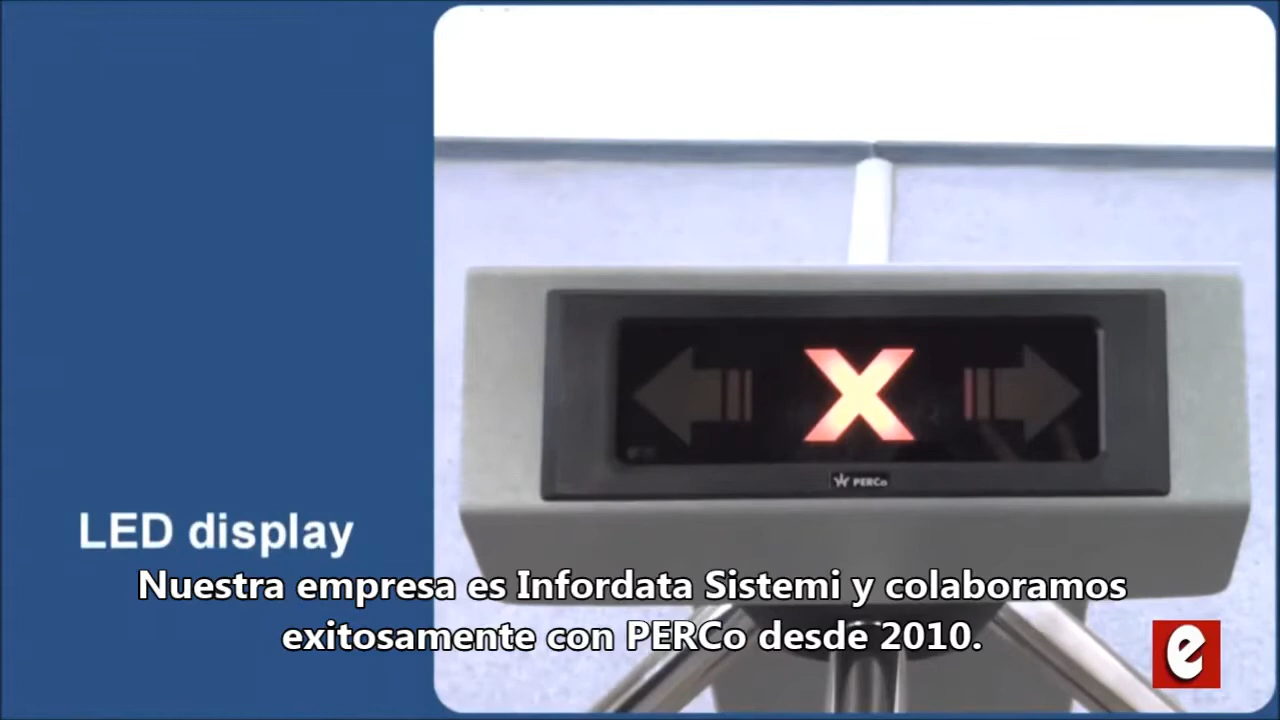 X
PERCo
LED display
Nuestra empresa es Infordata Sistemi y colaboramos
exitosamente con PERCo desde 2010.
e